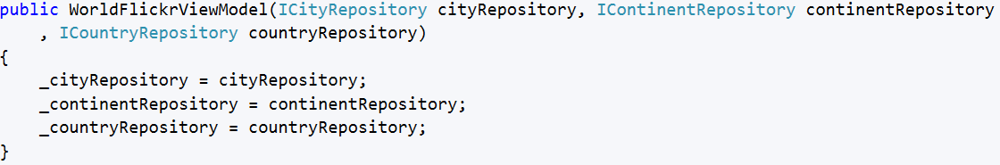 public WorldFlickrViewModel(ICityRepository cityRepository, IContinentRepository continentRepository
    , ICountryRepository countryRepository)
{
    _cityRepository = cityRepository;
    _continentRepository = continentRepository;
    _countryRepository = countryRepository;
}